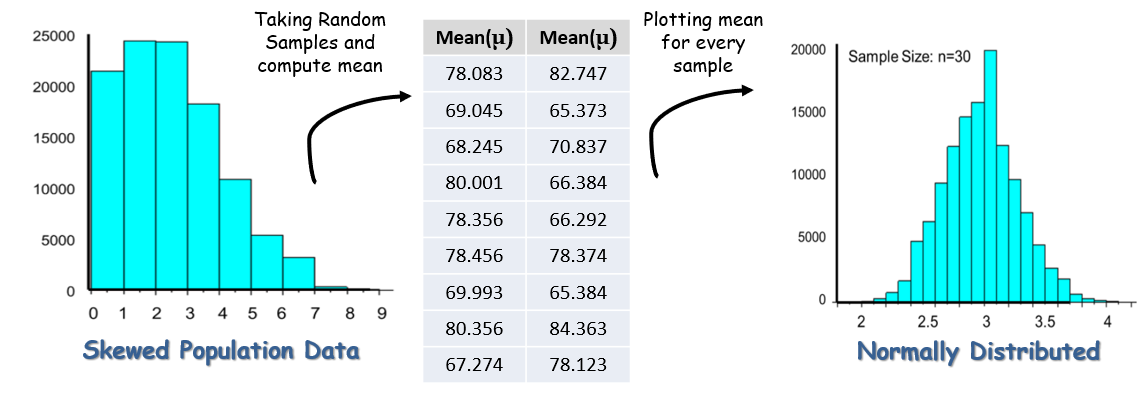 25000
20000
15000
10000
5000
0
0 1 2 3 4 5 6 7 8 9
Skewed Population Data
Taking Random
Samples and
compute mean
Mean(μ) Mean(μ)
78.083 82.747
69.045 65.373
68.245 70.837
80.001 66.384
78.356 66.292
78.456 78.374
69.993 65.384
80.356 84.363
67.274 78.123
Plotting mean
for every
sample
Sample Size: n=30
20000
15000
10000
5000
0
2 2.5 3 3.5 4
Normally Distributed